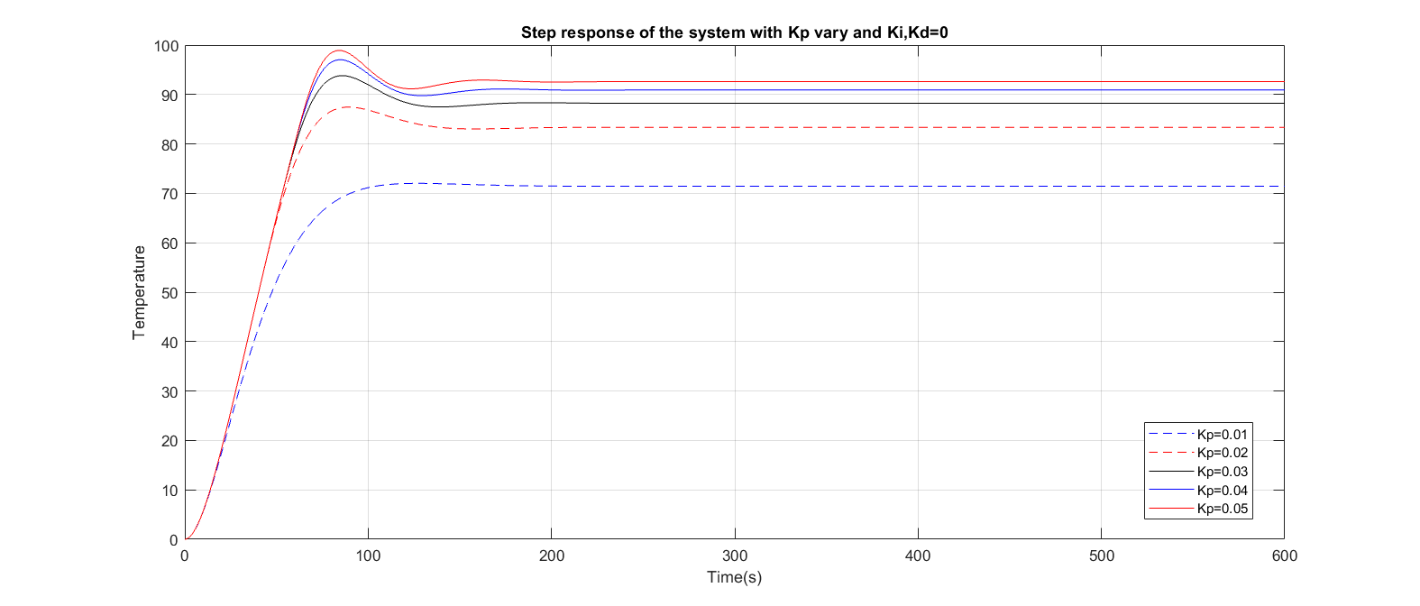 Step response of the system with Kp vary and Ki,Kd=0
100
90
80
70
60
50
40
30
20
10
0
Temperature
Kp=0.01
Kp=0.02
Kp=0.03
Kp=0.04
Kp=0.05
0 100 200 300 400 500 600
Time(s)